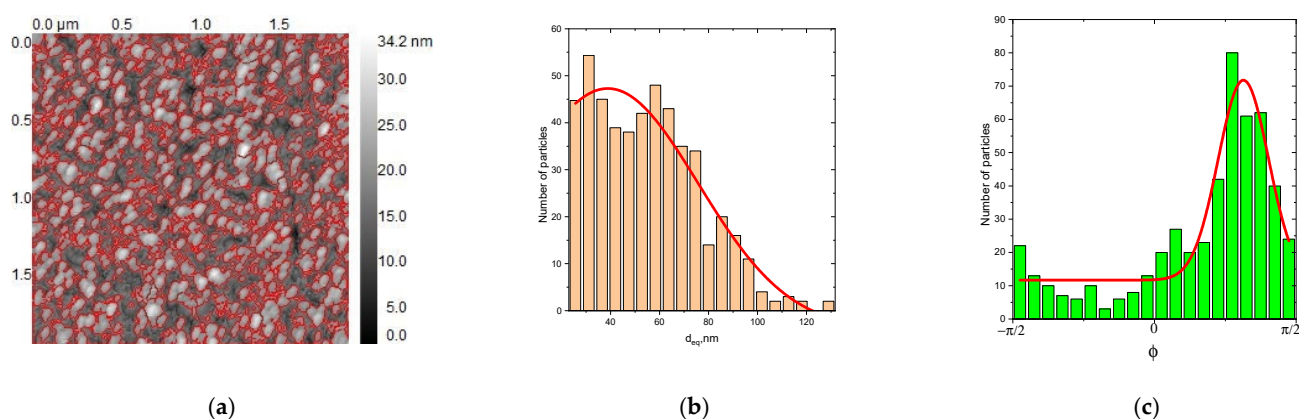 0.0 µm 0.5 1.0 1.5
0.0
0.5
1.0
1.5
34.2 nm
30.0
25.0
20.0
15.0
10.0
5.0
0.0
(a)
60
50
40
30
20
10
0
Number of particles
40 60 80 100 120
d_eq,nm
(b)
90
80
70
60
50
40
30
20
10
0
Number of particles
−π/2 0 π/2
ϕ
(c)